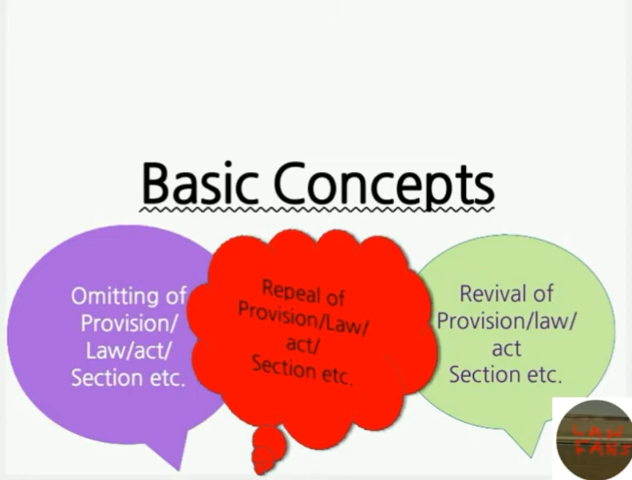 Basic Concepts
Omitting of
Provision/
Law/act/
Section etc.
Repeal of
Provision/Law/
act/
Section etc.
Revival of
Provision/law/
act
Section etc.
LAW